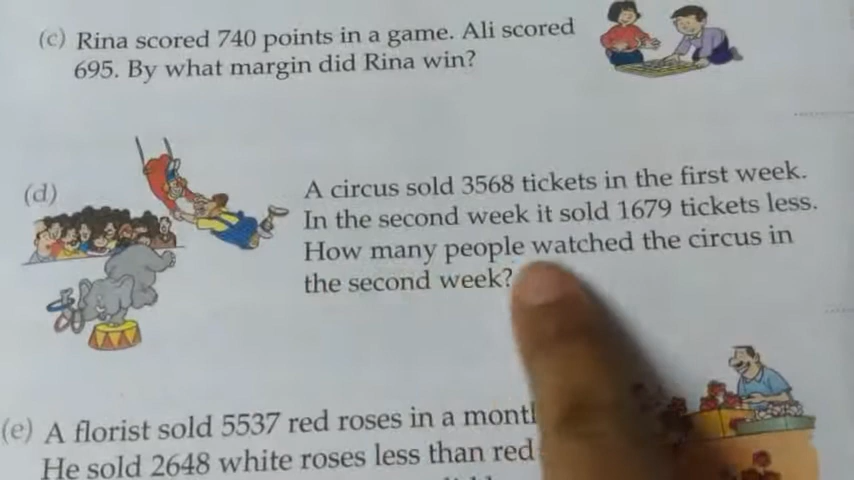 (c) Rina scored 740 points in a game. Ali scored
695. By what margin did Rina win?
(d)
A circus sold 3568 tickets in the first week.
In the second week it sold 1679 tickets less.
How many people watched the circus in
the second week?
(e) A florist sold 5537 red roses in a
He sold 2648 white roses less than red